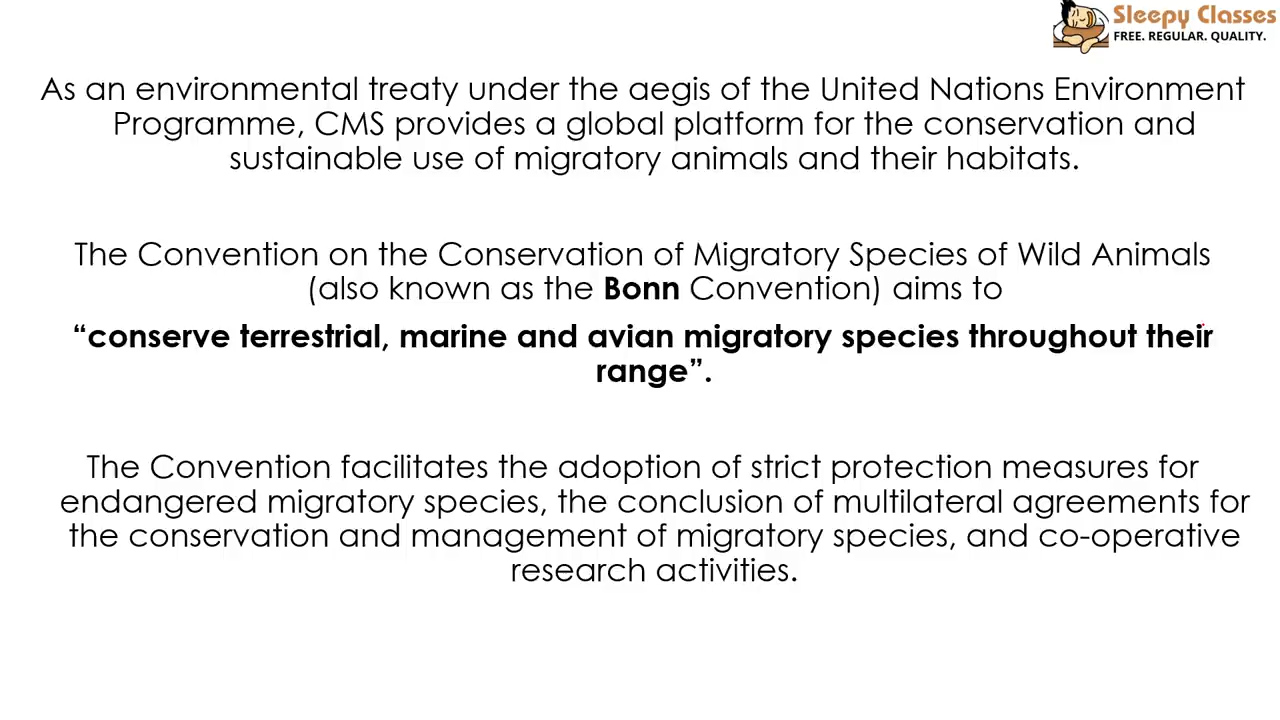 Sleepy Classes
FREE. REGULAR. QUALITY.
As an environmental treaty under the aegis of the United Nations Environment
Programme, CMS provides a global platform for the conservation and
sustainable use of migratory animals and their habitats.
The Convention on the Conservation of Migratory Species of Wild Animals
(also known as the Bonn Convention) aims to
“conserve terrestrial, marine and avian migratory species throughout their
range”.
The Convention facilitates the adoption of strict protection measures for
endangered migratory species, the conclusion of multilateral agreements for
the conservation and management of migratory species, and co-operative
research activities.